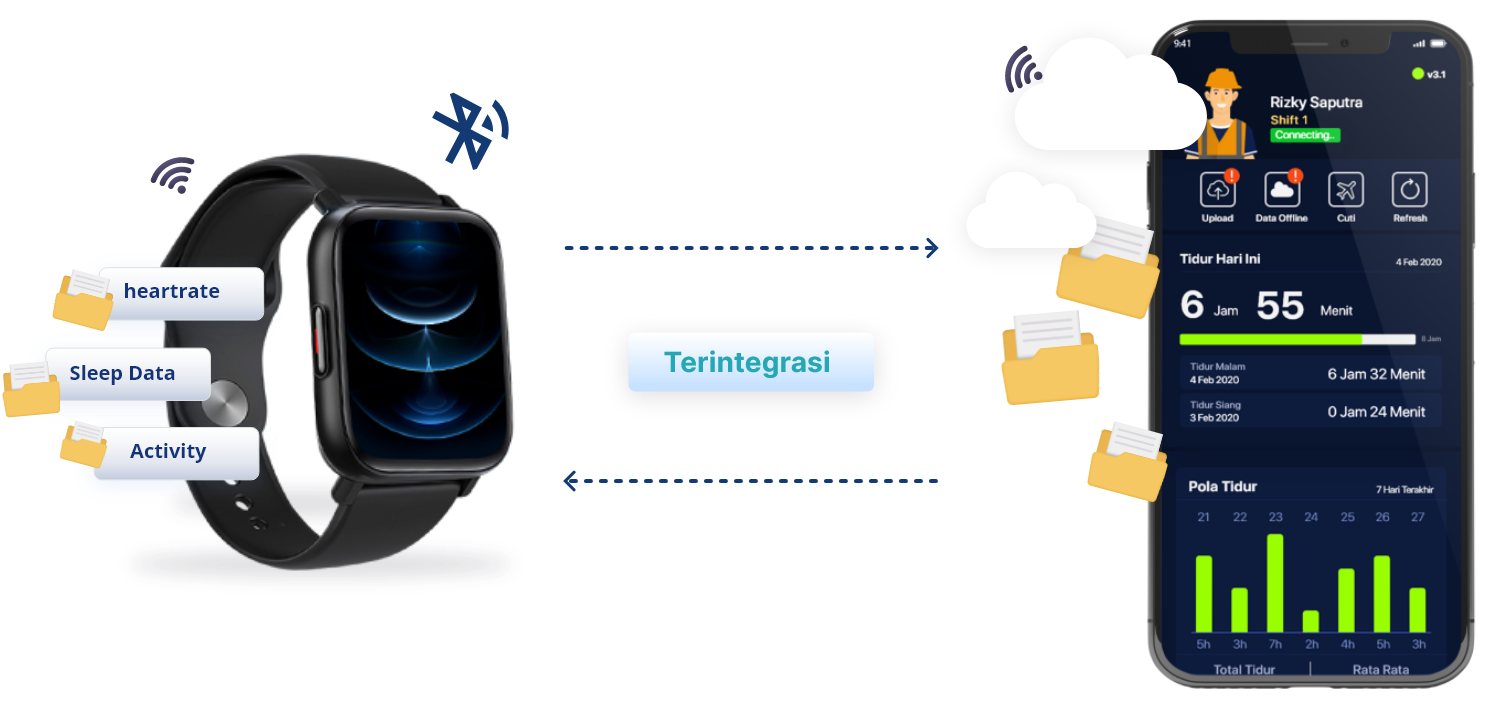 heartrate
Sleep Data
Activity
Terintegrasi
9:41
v3.1
Rizky Saputra
Shift 1
Connecting..
Upload
Data Offline
Cuti
Refresh
Tidur Hari Ini
4 Feb 2020
6 Jam 55 Menit
8 Jam
Tidur Malam
4 Feb 2020
6 Jam 32 Menit
Tidur Siang
3 Feb 2020
0 Jam 24 Menit
Pola Tidur
7 Hari Terakhir
21 22 23 24 25 26 27
5h 3h 7h 2h 4h 5h 3h
Total Tidur
Rata Rata